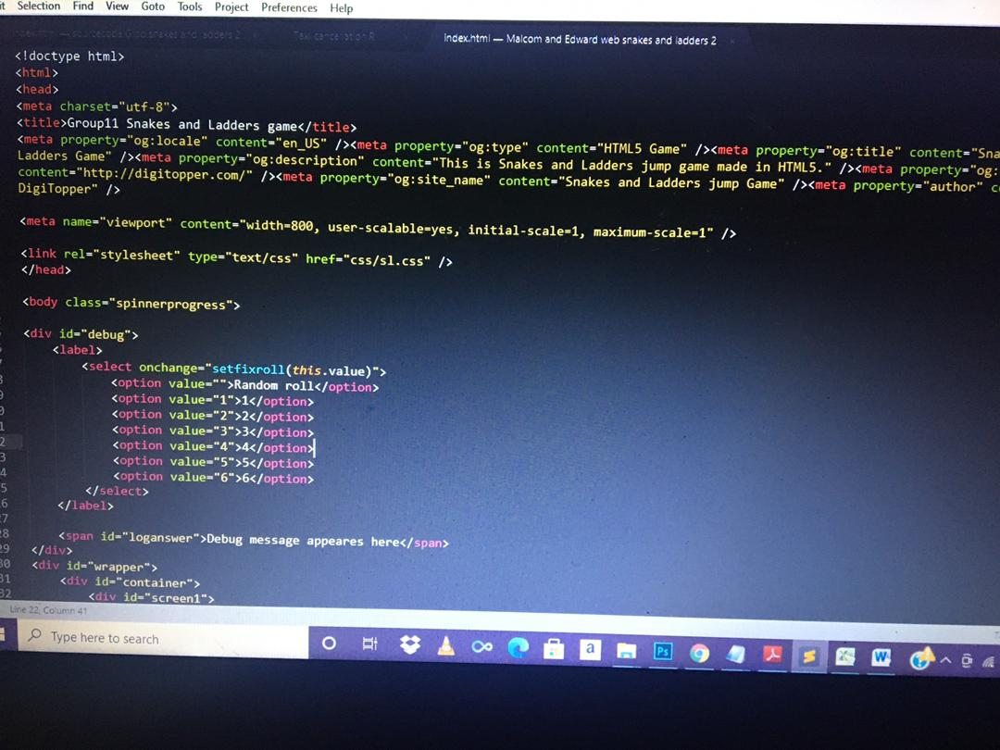 it Selection Find View Goto Tools Project Preferences Help
index.html — Malcom and Edward web snakes and ladders 2
<!doctype html>
<html>
<head>
<meta charset="utf-8">
<title>Group11 Snakes and Ladders game</title>
<meta property="og:locale" content="en_US" /><meta property="og:type" content="HTML5 Game" /><meta property="og:title" content="Sna
Ladders Game" /><meta property="og:description" content="This is Snakes and Ladders jump game made in HTML5." /><meta property="og:
content="http://digitopper.com/" /><meta property="og:site_name" content="Snakes and Ladders jump Game" /><meta property="author" c
DigiTopper" />
<meta name="viewport" content="width=800, user-scalable=yes, initial-scale=1, maximum-scale=1" />
<link rel="stylesheet" type="text/css" href="css/sl.css" />
</head>
<body class="spinnerprogress">
<div id="debug">
<label>
<select onchange="setfixroll(this.value)">
<option value="">Random roll</option>
<option value="1">1</option>
<option value="2">2</option>
<option value="3">3</option>
<option value="4">4</option>
<option value="5">5</option>
<option value="6">6</option>
</select>
</label>
<span id="loganswer">Debug message appeares here</span>
</div>
<div id="wrapper">
<div id="container">
<div id="screen1">
Line 22, Column 41
Type here to search
a
Ps
W